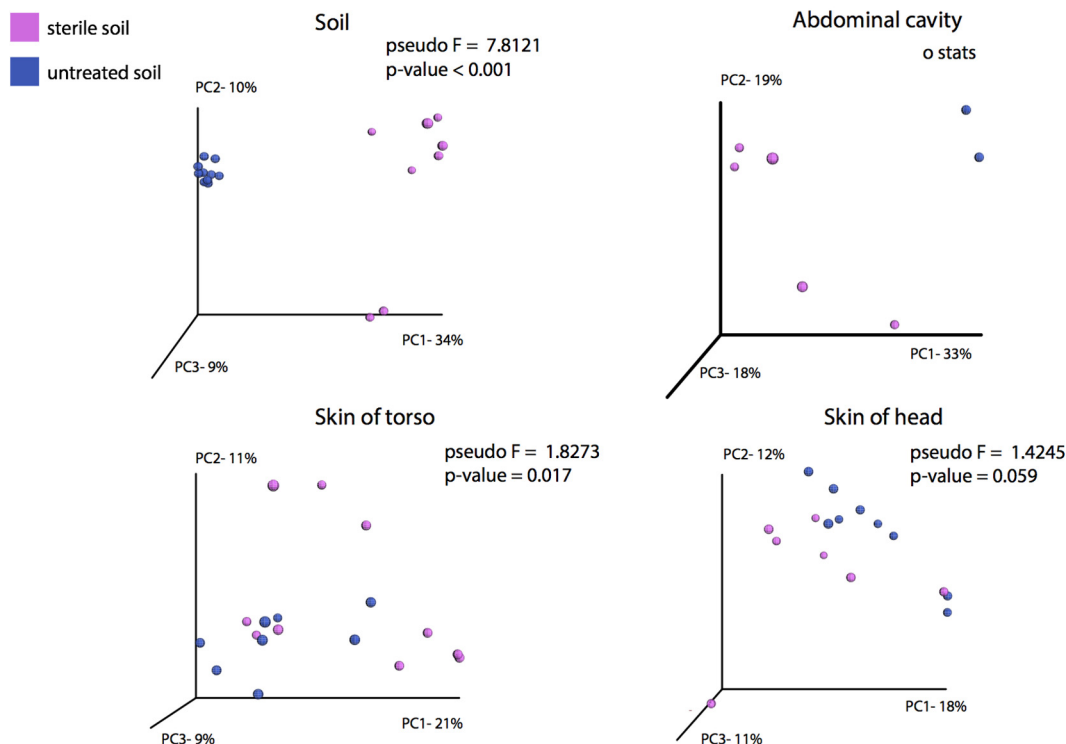 sterile soil
untreated soil
Soil
pseudo F = 7.8121
p-value < 0.001
PC2- 10%
PC1- 34%
PC3- 9%
Abdominal cavity
o stats
PC2- 19%
PC1- 33%
PC3- 18%
Skin of torso
pseudo F = 1.8273
p-value = 0.017
PC2- 11%
PC1- 21%
PC3- 9%
Skin of head
pseudo F = 1.4245
p-value = 0.059
PC2- 12%
PC1- 18%
PC3- 11%